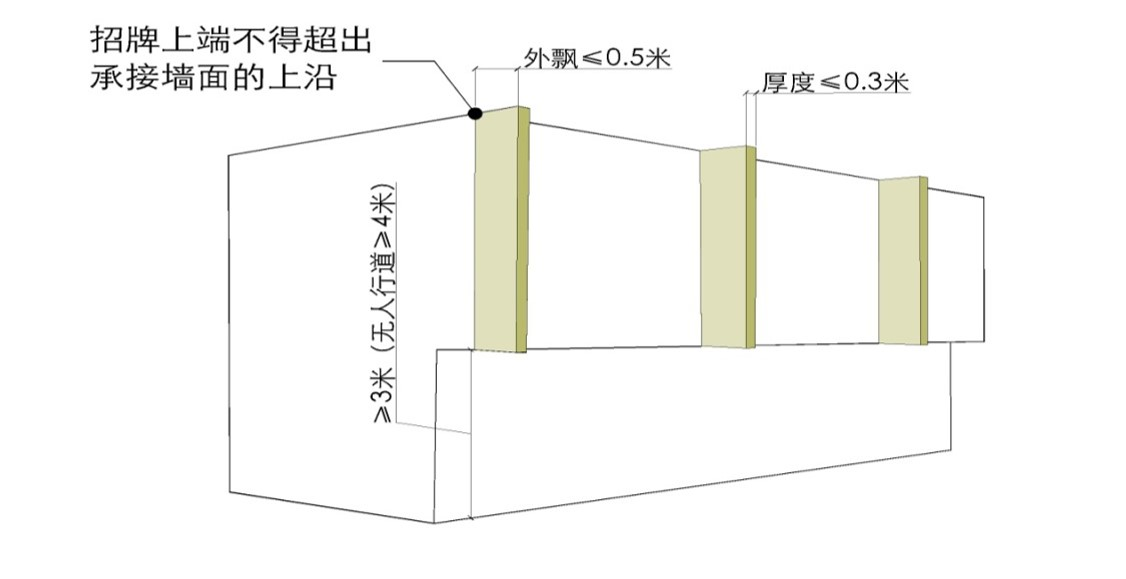 招牌上端不得超出
承接墙面的上沿
外飘≤0.5米
厚度≤0.3米
≥3米（无人行道≥4米）